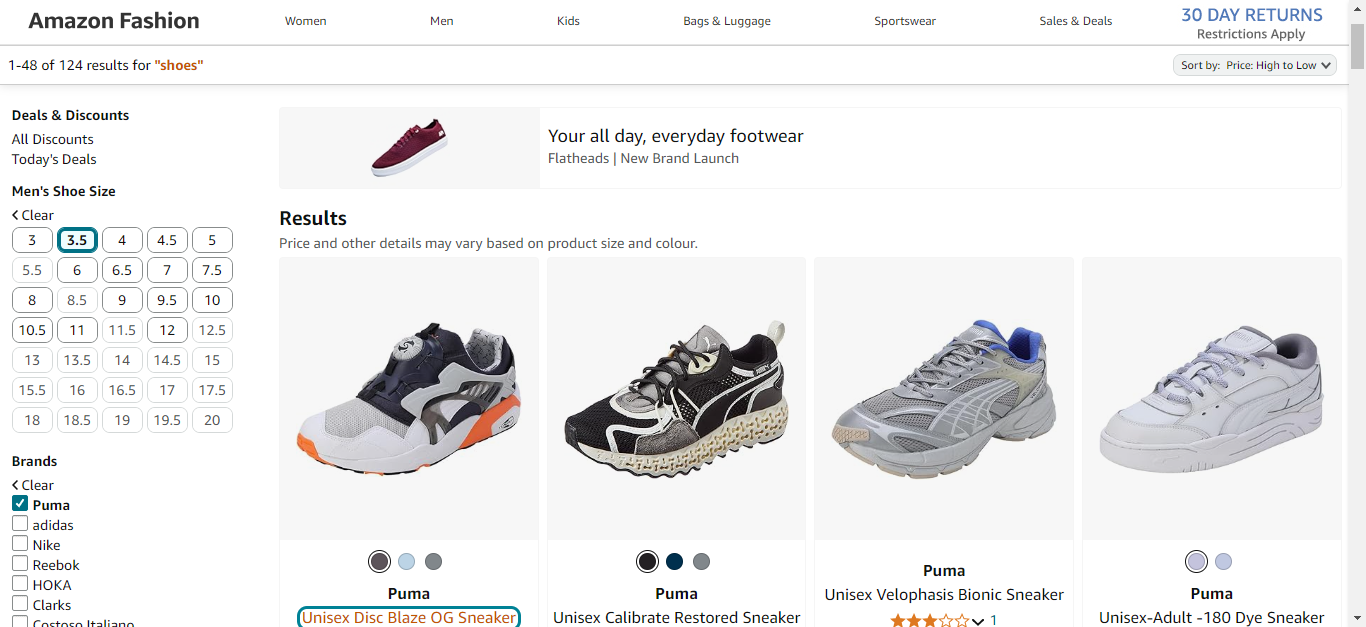 Amazon Fashion
Women
Men
Kids
Bags & Luggage
Sportswear
Sales & Deals
30 DAY RETURNS
Restrictions Apply
1-48 of 124 results for "shoes"
Sort by: Price: High to Low
Deals & Discounts
All Discounts
Today's Deals
Men's Shoe Size
Clear
3 3.5 4 4.5 5
5.5 6 6.5 7 7.5
8 8.5 9 9.5 10
10.5 11 11.5 12 12.5
13 13.5 14 14.5 15
15.5 16 16.5 17 17.5
18 18.5 19 19.5 20
Brands
Clear
Puma
adidas
Nike
Reebok
HOKA
Clarks
Costoso Italiano
Your all day, everyday footwear
Flatheads | New Brand Launch
Results
Price and other details may vary based on product size and colour.
Puma
Unisex Disc Blaze OG Sneaker
Puma
Unisex Calibrate Restored Sneaker
Puma
Unisex Velophasis Bionic Sneaker
1
Puma
Unisex-Adult -180 Dye Sneaker